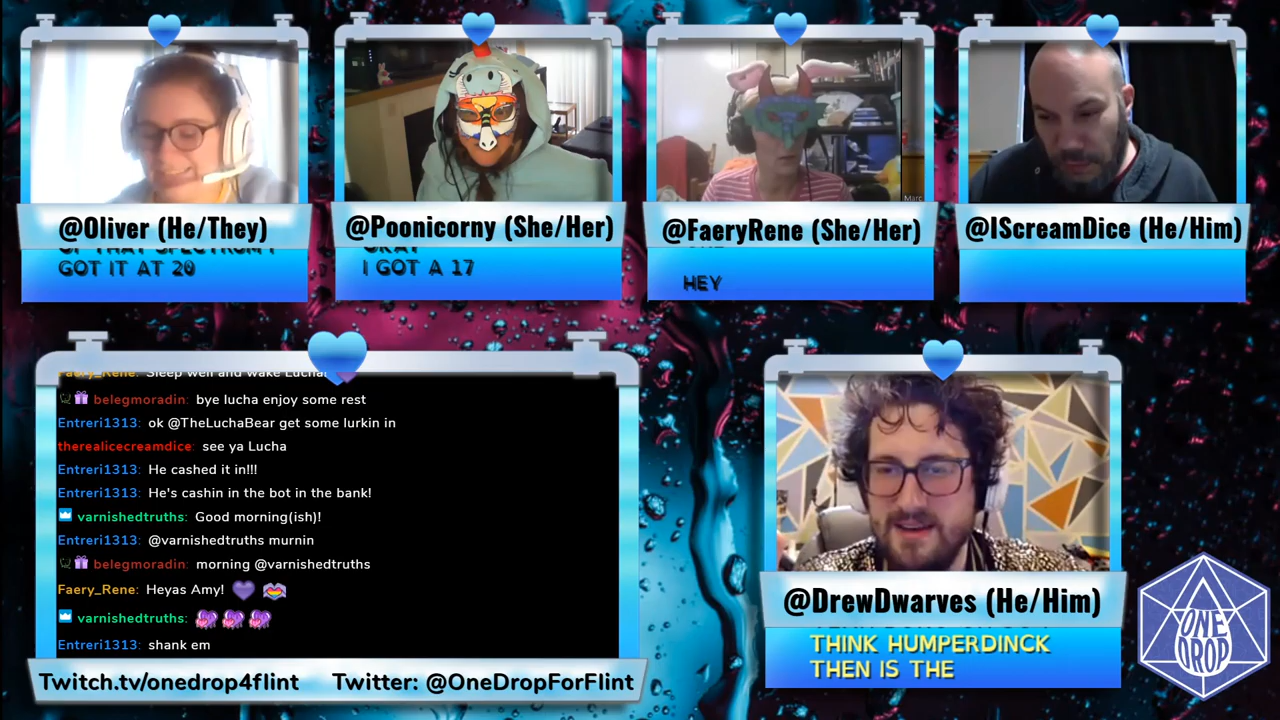 @Oliver (He/They)
GOT IT AT 20
@Poonicorny (She/Her)
OKAY
I GOT A 17
Marc
@FaeryRene (She/Her)
HEY
@IScreamDice (He/Him)
Faery_Rene: Sleep well and wake Lucha!
belegmoradin: bye lucha enjoy some rest
Entreri1313: ok @TheLuchaBear get some lurkin in
therealicecreamdice: see ya Lucha
Entreri1313: He cashed it in!!!
Entreri1313: He's cashin in the bot in the bank!
varnishedtruths: Good morning(ish)!
Entreri1313: @varnishedtruths murnin
belegmoradin: morning @varnishedtruths
Faery_Rene: Heyas Amy!
varnishedtruths:
Entreri1313: shank em
Twitch.tv/onedrop4flint Twitter: @OneDropForFlint
@DrewDwarves (He/Him)
THINK HUMPERDINCK
THEN IS THE
ONE
DROP